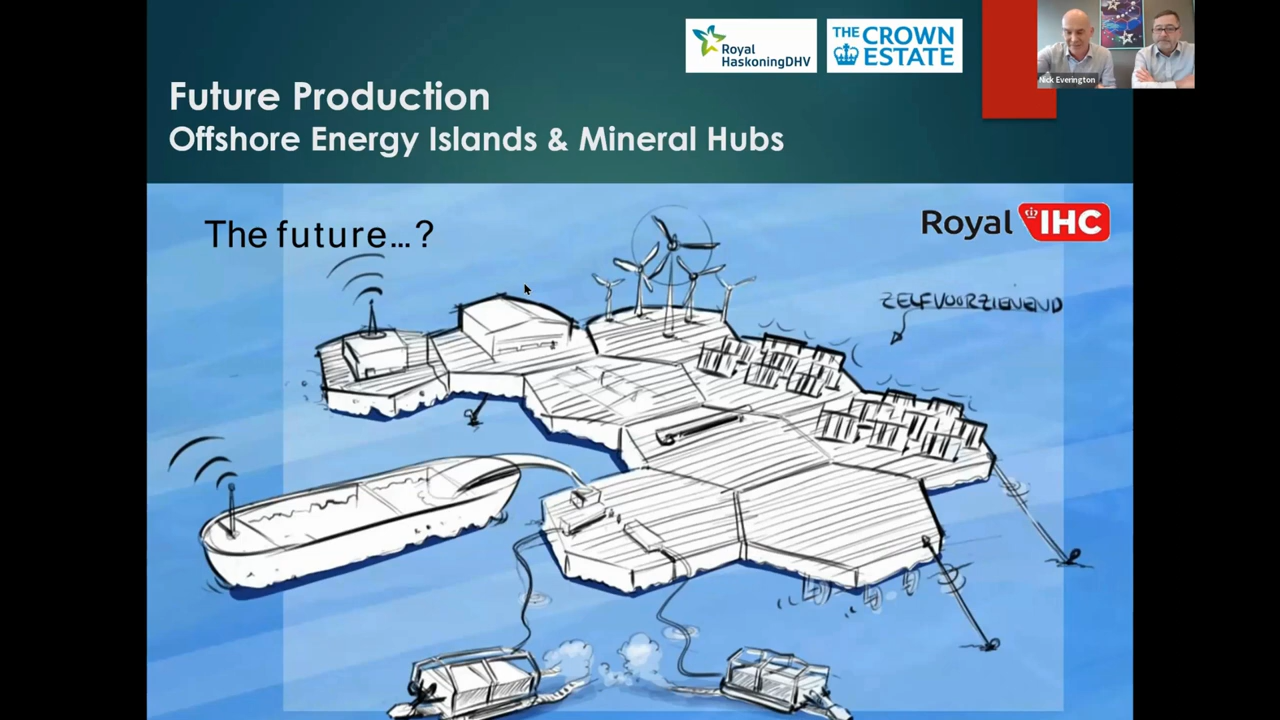 Royal
HaskoningDHV
THE CROWN
ESTATE
Nick Everington
Future Production
Offshore Energy Islands & Mineral Hubs
The future...?
Royal IHC
ZELFVOORZIENEND